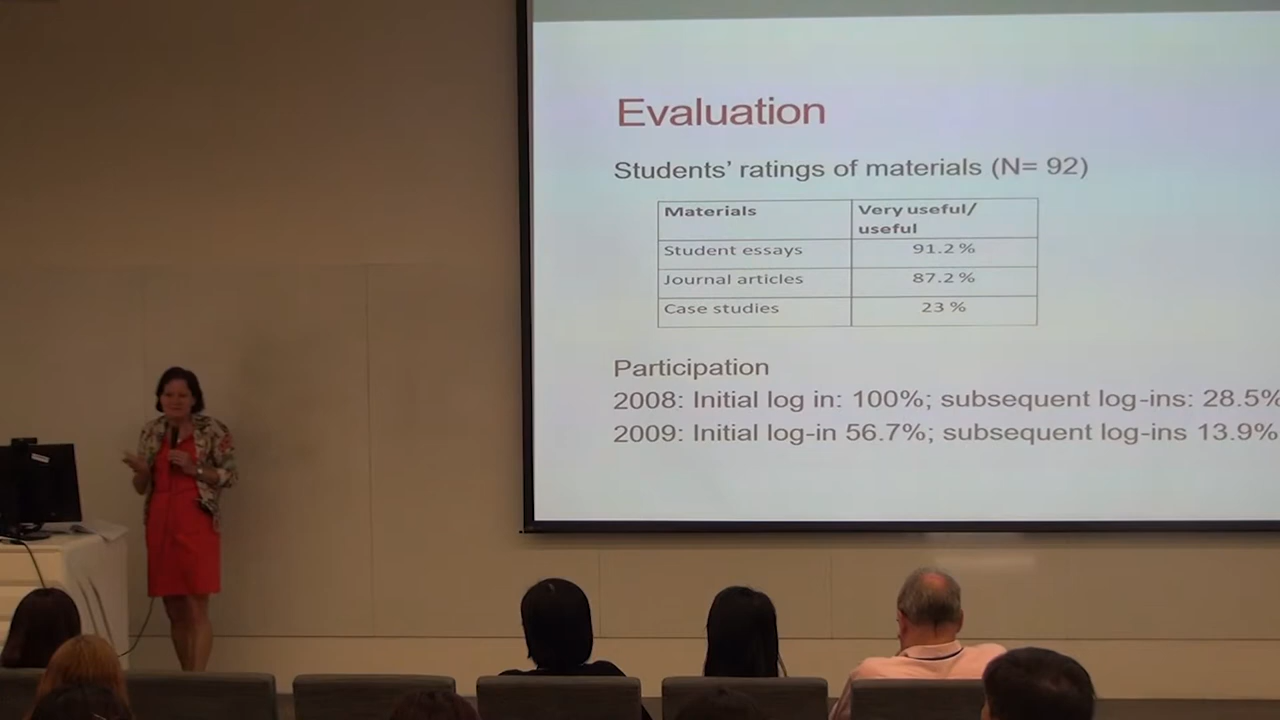 Evaluation
Students’ ratings of materials (N= 92)
Materials Very useful/
useful
Student essays 91.2 %
Journal articles 87.2 %
Case studies 23 %
Participation
2008: Initial log in: 100%; subsequent log-ins: 28.5%
2009: Initial log-in 56.7%; subsequent log-ins 13.9%